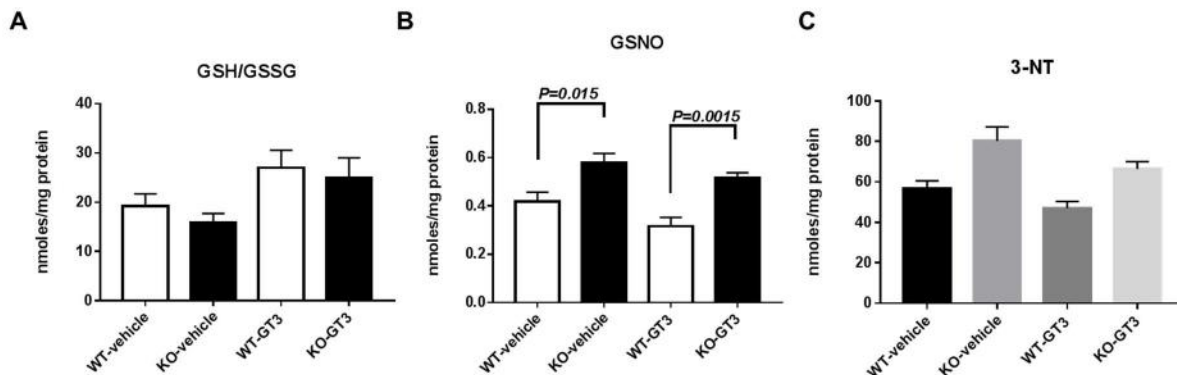 A
GSH/GSSG
nmoles/mg protein
40
30
20
10
0
WT-vehicle
KO-vehicle
WT-GT3
KO-GT3
B
GSNO
P=0.015
P=0.0015
nmoles/mg protein
0.8
0.6
0.4
0.2
0.0
WT-vehicle
KO-vehicle
WT-GT3
KO-GT3
C
3-NT
nmoles/mg protein
100
80
60
40
20
0
WT-vehicle
KO-vehicle
WT-GT3
KO-GT3